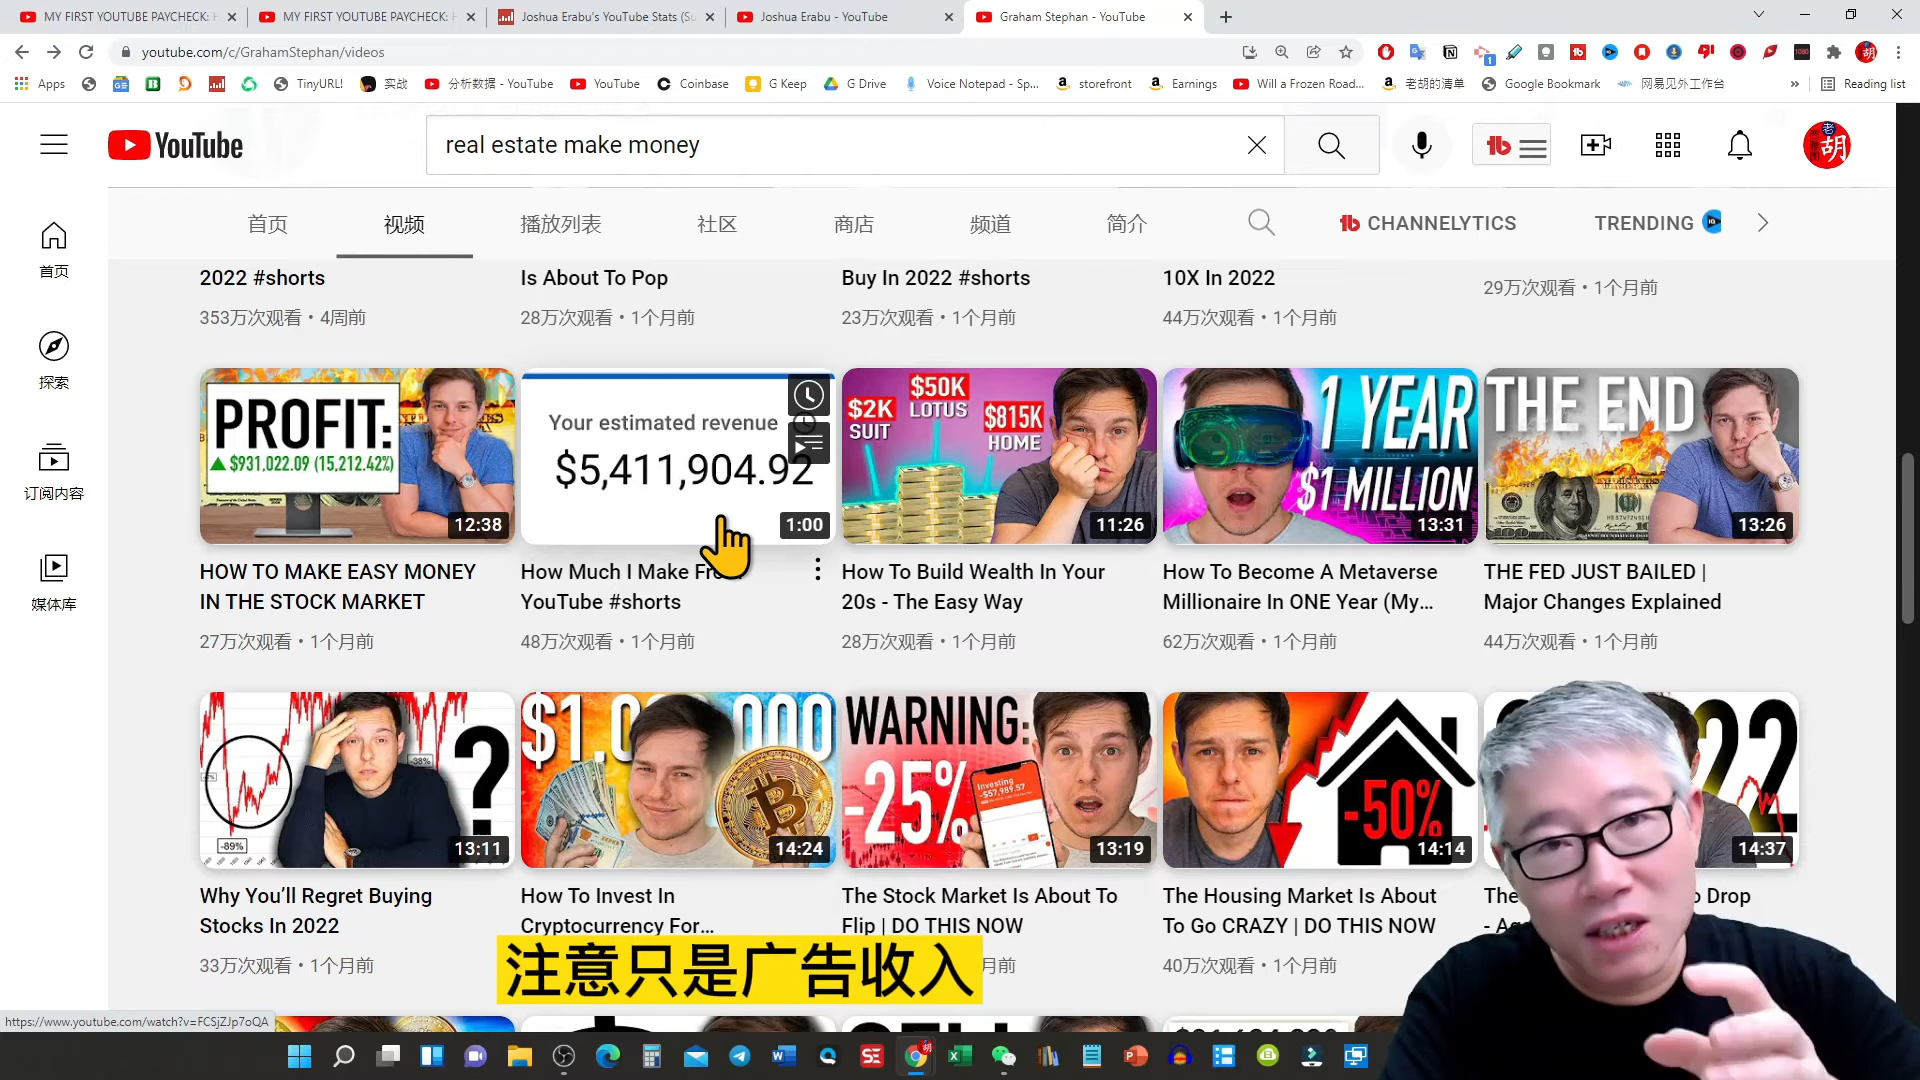 MY FIRST YOUTUBE PAYCHECK:
MY FIRST YOUTUBE PAYCHECK:
Joshua Erabu's YouTube Stats (Su
Joshua Erabu - YouTube
Graham Stephan - YouTube
youtube.com/c/GrahamStephan/videos
Apps
TinyURL!
实战
分析数据 - YouTube
YouTube
Coinbase
G Keep
G Drive
Voice Notepad - Sp...
storefront
Earnings
Will a Frozen Road...
老胡的清单
Google Bookmark
网易见外工作台
»
Reading list
YouTube
real estate make money
首页
视频
播放列表
社区
商店
频道
简介
CHANNELYTICS
TRENDING
首页
探索
订阅内容
媒体库
2022 #shorts
Is About To Pop
Buy In 2022 #shorts
10X In 2022
353万次观看・4周前
28万次观看・1个月前
23万次观看・1个月前
44万次观看・1个月前
29万次观看・1个月前
PROFIT:
▲ $931,022.09 (15,212.42%)
12:38
Your estimated revenue
$5,411,904.92
1:00
$2K
SUIT
$50K
LOTUS
$815K
HOME
11:26
1 YEAR
$1 MILLION
13:31
THE END
13:26
HOW TO MAKE EASY MONEY
IN THE STOCK MARKET
27万次观看・1个月前
How Much I Make Fr
YouTube #shorts
48万次观看・1个月前
How To Build Wealth In Your
20s - The Easy Way
28万次观看・1个月前
How To Become A Metaverse
Millionaire In ONE Year (My...
62万次观看・1个月前
THE FED JUST BAILED |
Major Changes Explained
44万次观看・1个月前
-38%
-89%
?
13:11
14:24
WARNING:
-25%
Investing
-$57,989.57
13:19
-50%
14:14
22
14:37
Why You'll Regret Buying
Stocks In 2022
33万次观看・1个月前
How To Invest In
Cryptocurrency For...
The Stock Market Is About To
Flip | DO THIS NOW
月前
The Housing Market Is About
To Go CRAZY | DO THIS NOW
40万次观看・1个月前
Drop
注意只是广告收入
https://www.youtube.com/watch?v=FCSjZJp7oQA